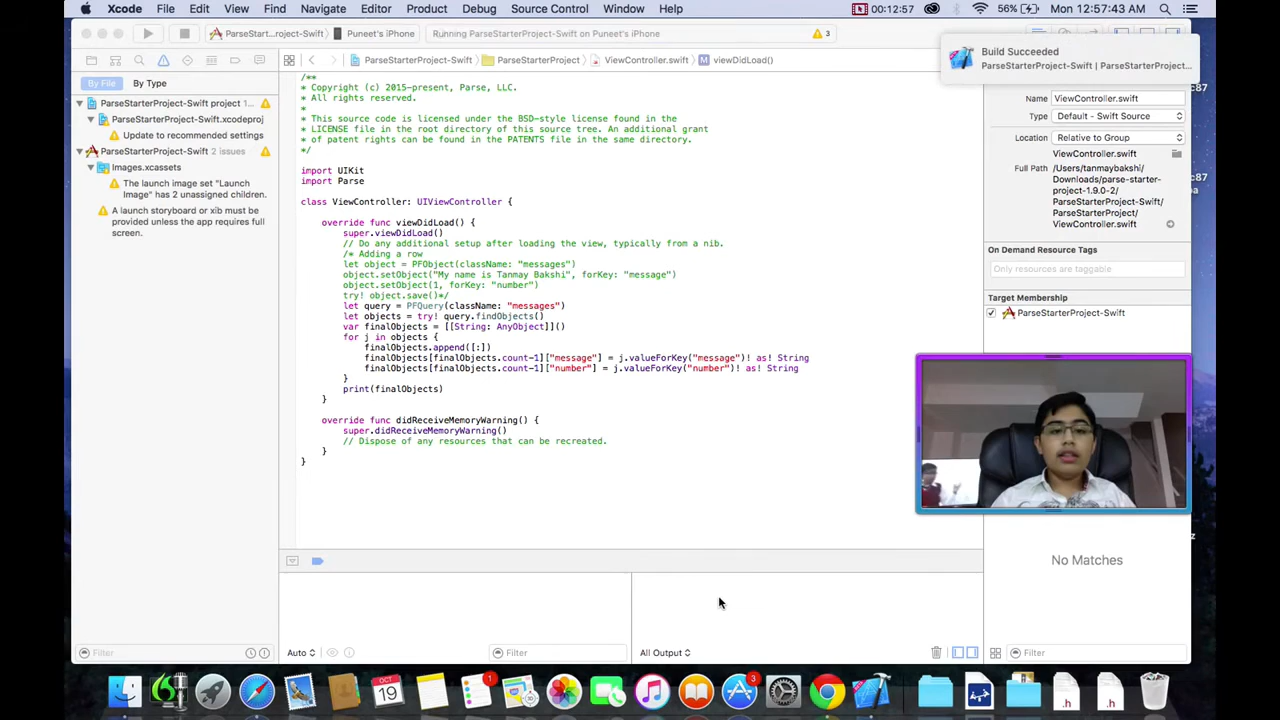 Xcode File Edit View Find Navigate Editor Product Debug Source Control Window Help 00:12:57 56% Mon 12:57:43 AM
ParseStart...roject-Swift Puneet's iPhone Running ParseStarterProject-Swift on Puneet's iPhone 3
Build Succeeded
ParseStarterProject-Swift | ParseStarterProject...
ParseStarterProject-Swift ParseStarterProject ViewController.swift M viewDidLoad()
By File By Type
ParseStarterProject-Swift project 1...
ParseStarterProject-Swift.xcodeproj
Update to recommended settings
ParseStarterProject-Swift 2 issues
Images.xcassets
The launch image set "Launch
Image" has 2 unassigned children.
A launch storyboard or xib must be
provided unless the app requires full
screen.
/**
* Copyright (c) 2015-present, Parse, LLC.
* All rights reserved.
*
* This source code is licensed under the BSD-style license found in the
* LICENSE file in the root directory of this source tree. An additional grant
* of patent rights can be found in the PATENTS file in the same directory.
*/
import UIKit
import Parse
class ViewController: UIViewController {
override func viewDidLoad() {
super.viewDidLoad()
// Do any additional setup after loading the view, typically from a nib.
/* Adding a row
let object = PFObject(className: "messages")
object.setObject("My name is Tanmay Bakshi", forKey: "message")
object.setObject(1, forKey: "number")
try! object.save()*/
let query = PFQuery(className: "messages")
let objects = try! query.findObjects()
var finalObjects = [[String: AnyObject]]()
for j in objects {
finalObjects.append([:])
finalObjects[finalObjects.count-1]["message"] = j.valueForKey("message")! as! String
finalObjects[finalObjects.count-1]["number"] = j.valueForKey("number")! as! String
}
print(finalObjects)
}
override func didReceiveMemoryWarning() {
super.didReceiveMemoryWarning()
// Dispose of any resources that can be recreated.
}
}
Name ViewController.swift
Type Default - Swift Source
Location Relative to Group
ViewController.swift
Full Path /Users/tanmaybakshi/
Downloads/parse-starter-
project-1.9.0-2/
ParseStarterProject-Swift/
ParseStarterProject/
ViewController.swift
On Demand Resource Tags
Only resources are taggable
Target Membership
ParseStarterProject-Swift
No Matches
Filter Auto Filter All Output Filter
OCT
19
1
10
3
.h
.h